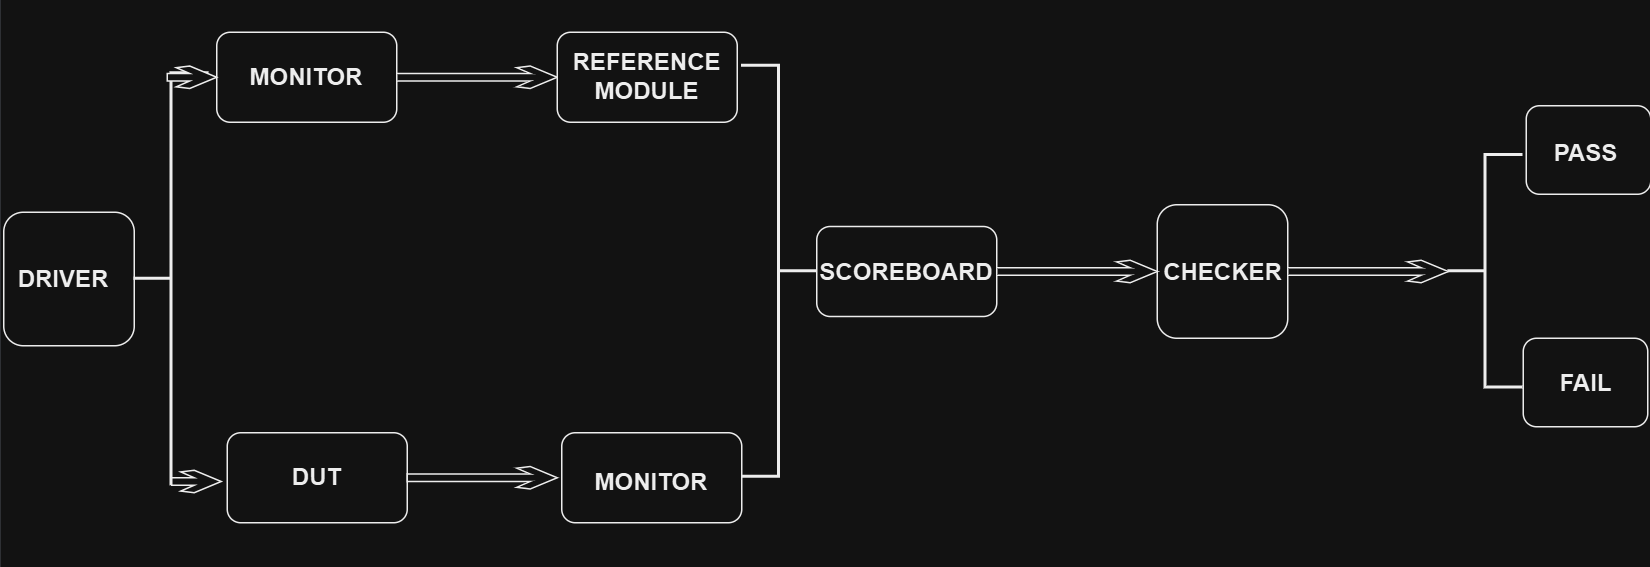 MONITOR
REFERENCE
MODULE
PASS
DRIVER
SCOREBOARD
CHECKER
FAIL
DUT
MONITOR